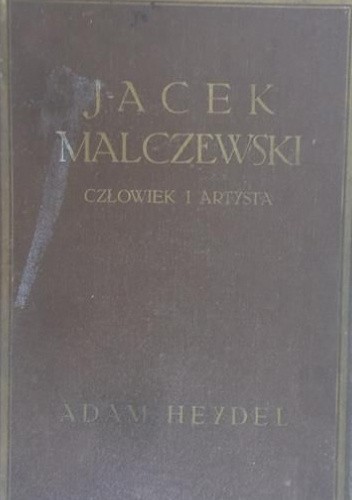 JACEK
MALCZEWSKI
CZŁOWIEK I ARTYSTA
ADAM HEYDEL